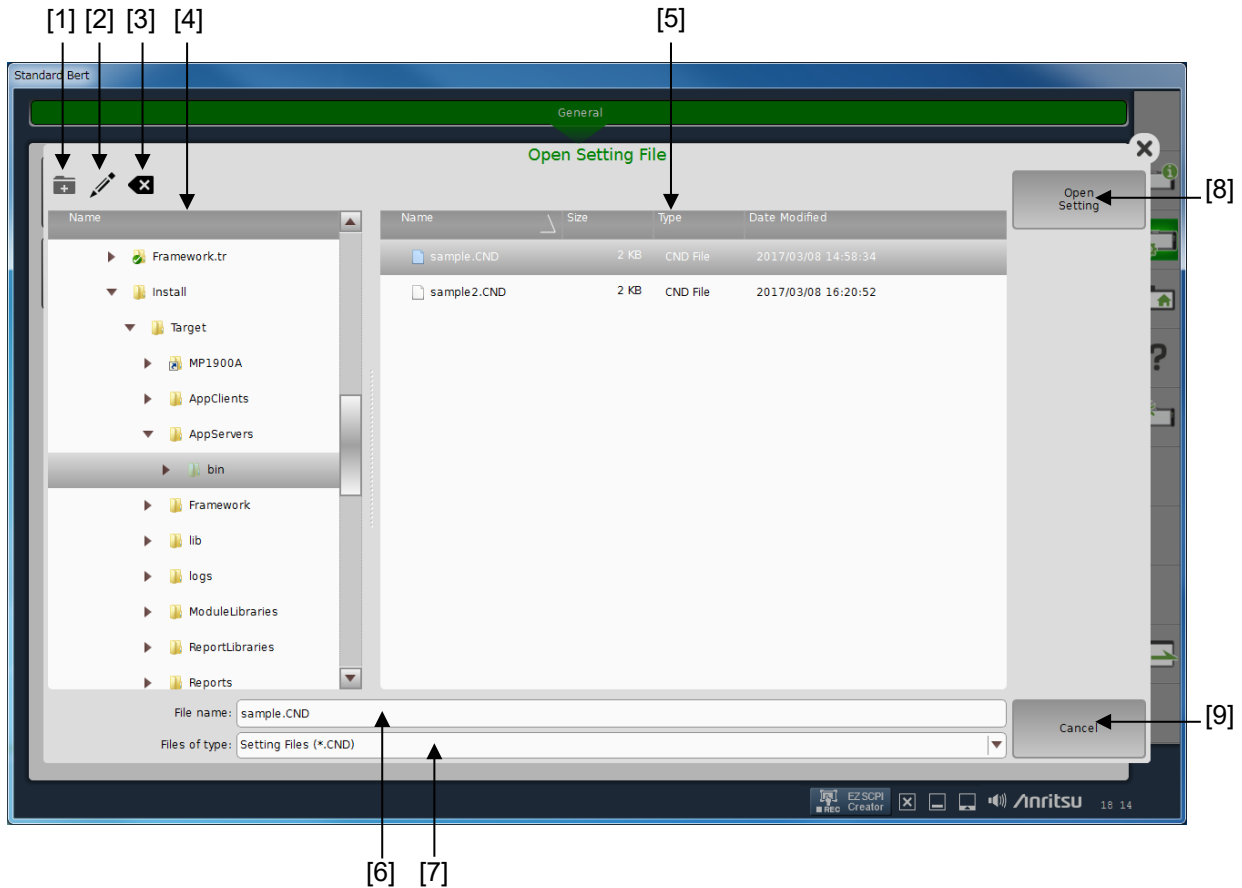 [1] [2] [3] [4] [5]
Standard Bert
General
Open Setting File
Open
Setting
[8]
Name
Name Size Type Date Modified
Framework.tr
sample.CND 2 KB CND File 2017/03/08 14:58:34
Install
sample2.CND 2 KB CND File 2017/03/08 16:20:52
Target
MP1900A
AppClients
AppServers
bin
Framework
lib
logs
ModuleLibraries
ReportLibraries
Reports
File name: sample.CND
Files of type: Setting Files (*.CND)
Cancel
[9]
REC EZSCPI
Creator
Anritsu 18 14
[6] [7]